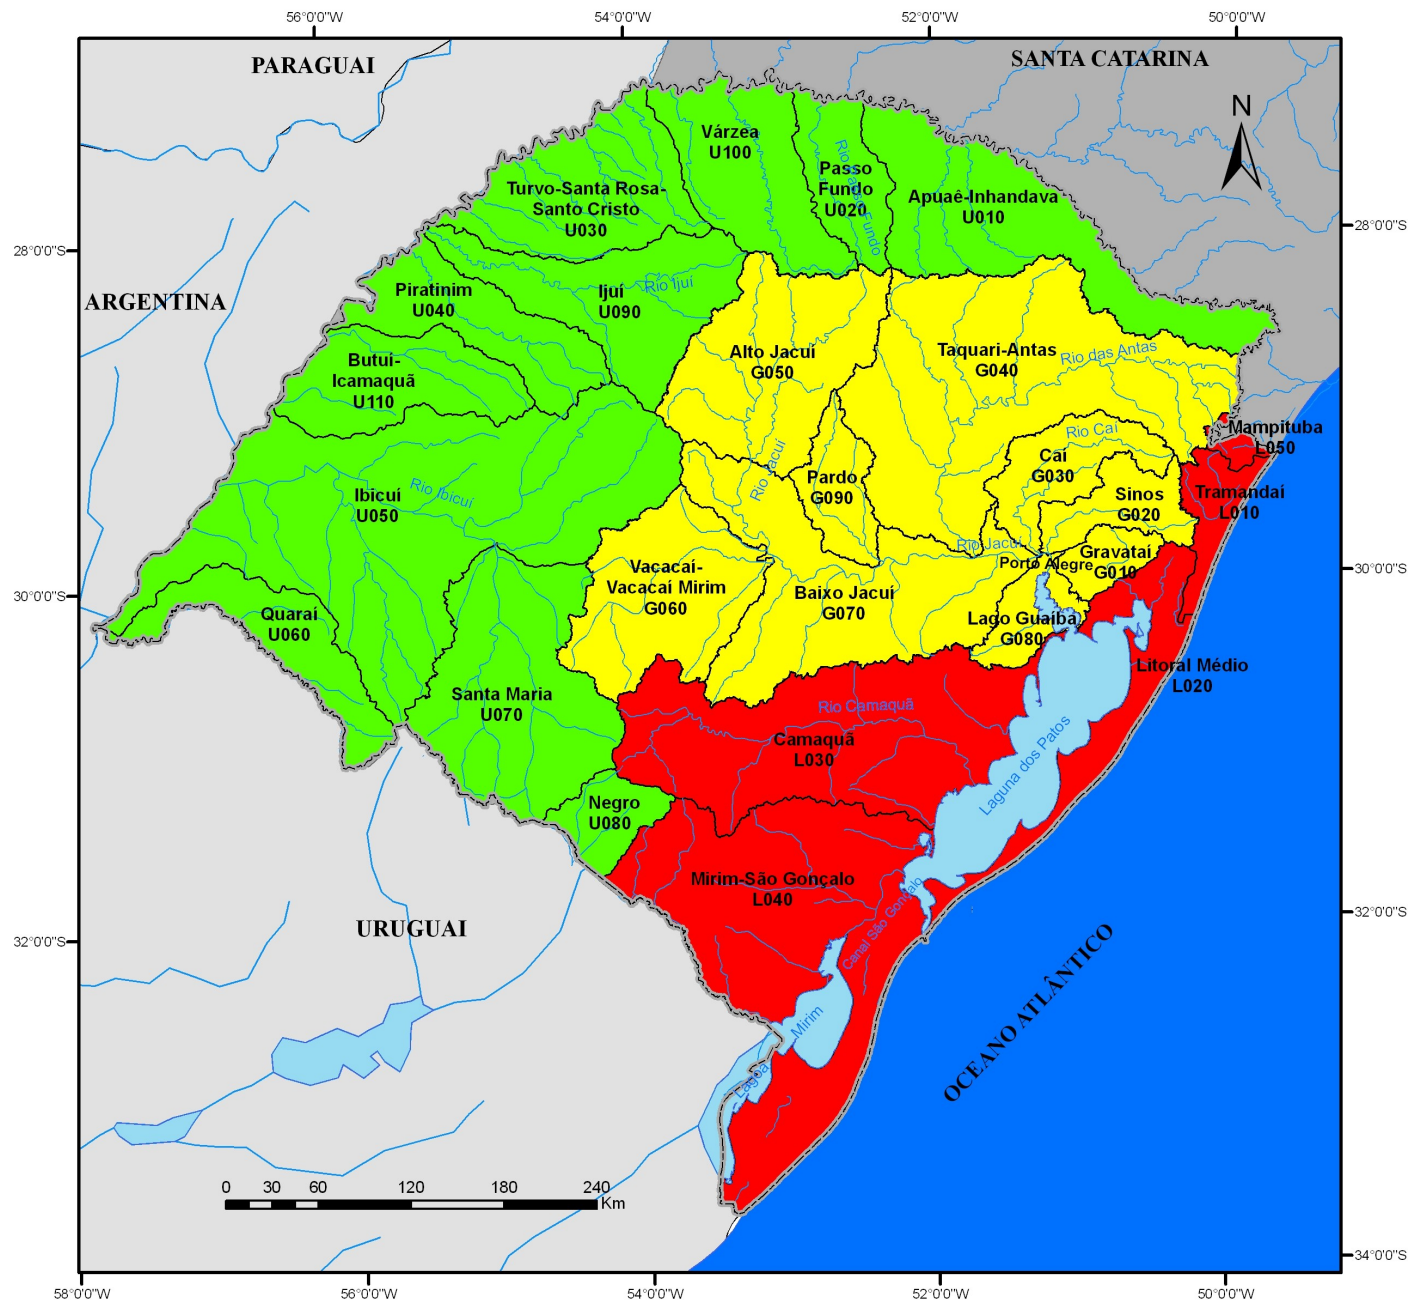 56°0'0"W
54°0'0"W
52°0'0"W
50°0'0"W
PARAGUAI
SANTA CATARINA
N
Várzea
U100
Passo
Fundo
U020
Rio Passo Fundo
Turvo-Santa Rosa-
Santo Cristo
U030
Apuaê-Inhandava
U010
28°0'0"S
28°0'0"S
ARGENTINA
Piratinim
U040
Ijuí
U090
Rio Ijuí
Butuí-
Icamaquã
U110
Alto Jacuí
G050
Taquari-Antas
G040
Rio das Antas
Mampituba
L050
Rio Caí
Caí
G030
Rio Jacuí
Pardo
G090
Sinos
G020
Tramandaí
L010
Ibicuí
U050
Rio Ibicuí
Rio Jacuí
Gravataí
G010
Porto Alegre
30°0'0"S
30°0'0"S
Vacacaí-
Vacacaí Mirim
G060
Baixo Jacuí
G070
Lago Guaíba
G080
Quaraí
U060
Litoral Médio
L020
Santa Maria
U070
Rio Camaquã
Camaquã
L030
Laguna dos Patos
Negro
U080
Mirim-São Gonçalo
L040
Canal São Gonçalo
32°0'0"S
32°0'0"S
URUGUAI
OCEANO ATLÂNTICO
Lagoa Mirim
0 30 60 120 180 240
Km
34°0'0"S
58°0'0"W
56°0'0"W
54°0'0"W
52°0'0"W
50°0'0"W